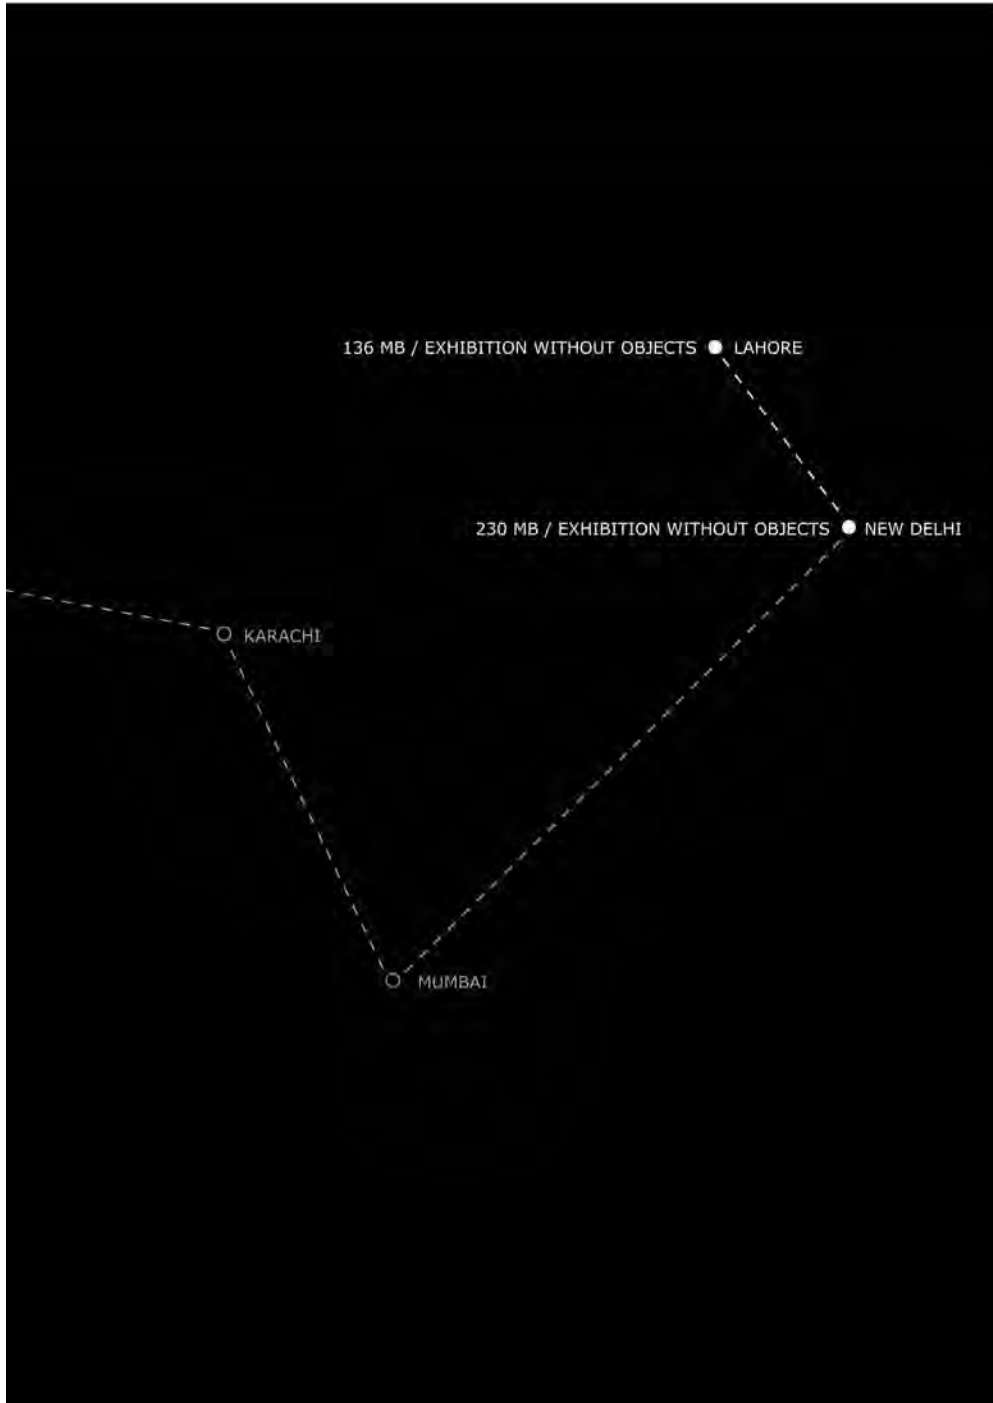 136 MB / EXHIBITION WITHOUT OBJECTS LAHORE
230 MB / EXHIBITION WITHOUT OBJECTS NEW DELHI
KARACHI
MUMBAI